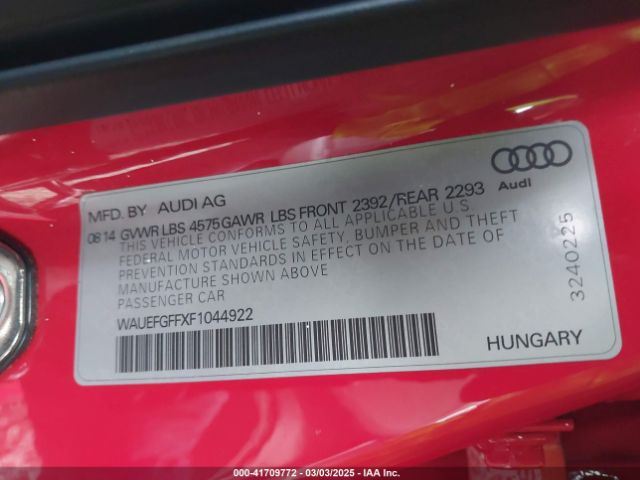 MFD. BY AUDI AG
08 14 GVWR LBS 4575 GAWR LBS FRONT 2392/REAR 2293
THIS VEHICLE CONFORMS TO ALL APPLICABLE U.S.
FEDERAL MOTOR VEHICLE SAFETY, BUMPER AND THEFT
PREVENTION STANDARDS IN EFFECT ON THE DATE OF
MANUFACTURE SHOWN ABOVE
PASSENGER CAR
WAUEFGFFXF1044922
Audi
3240225
HUNGARY
000-41709772 — 03/03/2025 — IAA Inc.